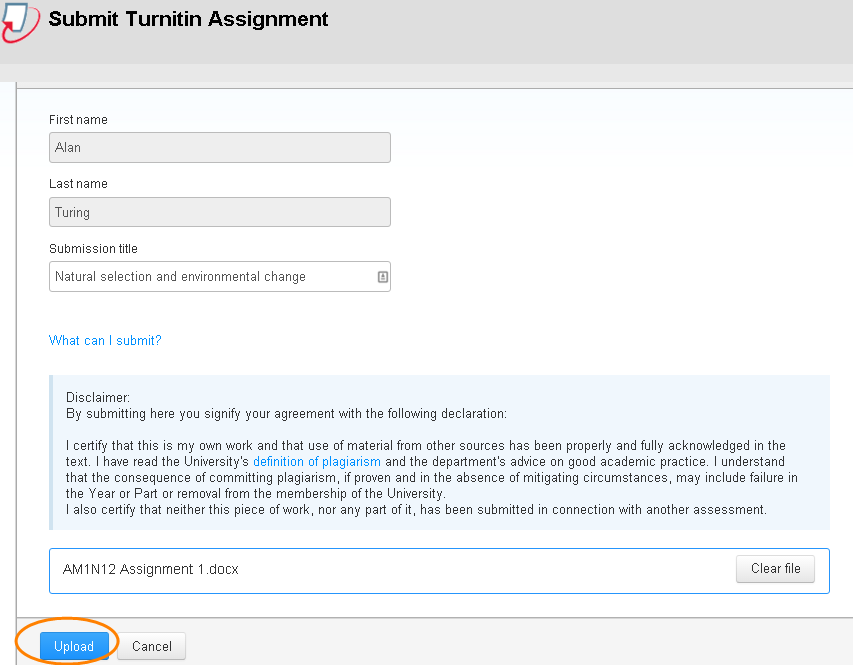 Submit Turnitin Assignment
First name
Alan
Last name
Turing
Submission title
Natural selection and environmental change
What can I submit?
Disclaimer:
By submitting here you signify your agreement with the following declaration:
I certify that this is my own work and that use of material from other sources has been properly and fully acknowledged in the
text. I have read the University's definition of plagiarism and the department's advice on good academic practice. I understand
that the consequence of committing plagiarism, if proven and in the absence of mitigating circumstances, may include failure in
the Year or Part or removal from the membership of the University.
I also certify that neither this piece of work, nor any part of it, has been submitted in connection with another assessment.
AM1N12 Assignment 1.docx
Clear file
Upload
Cancel